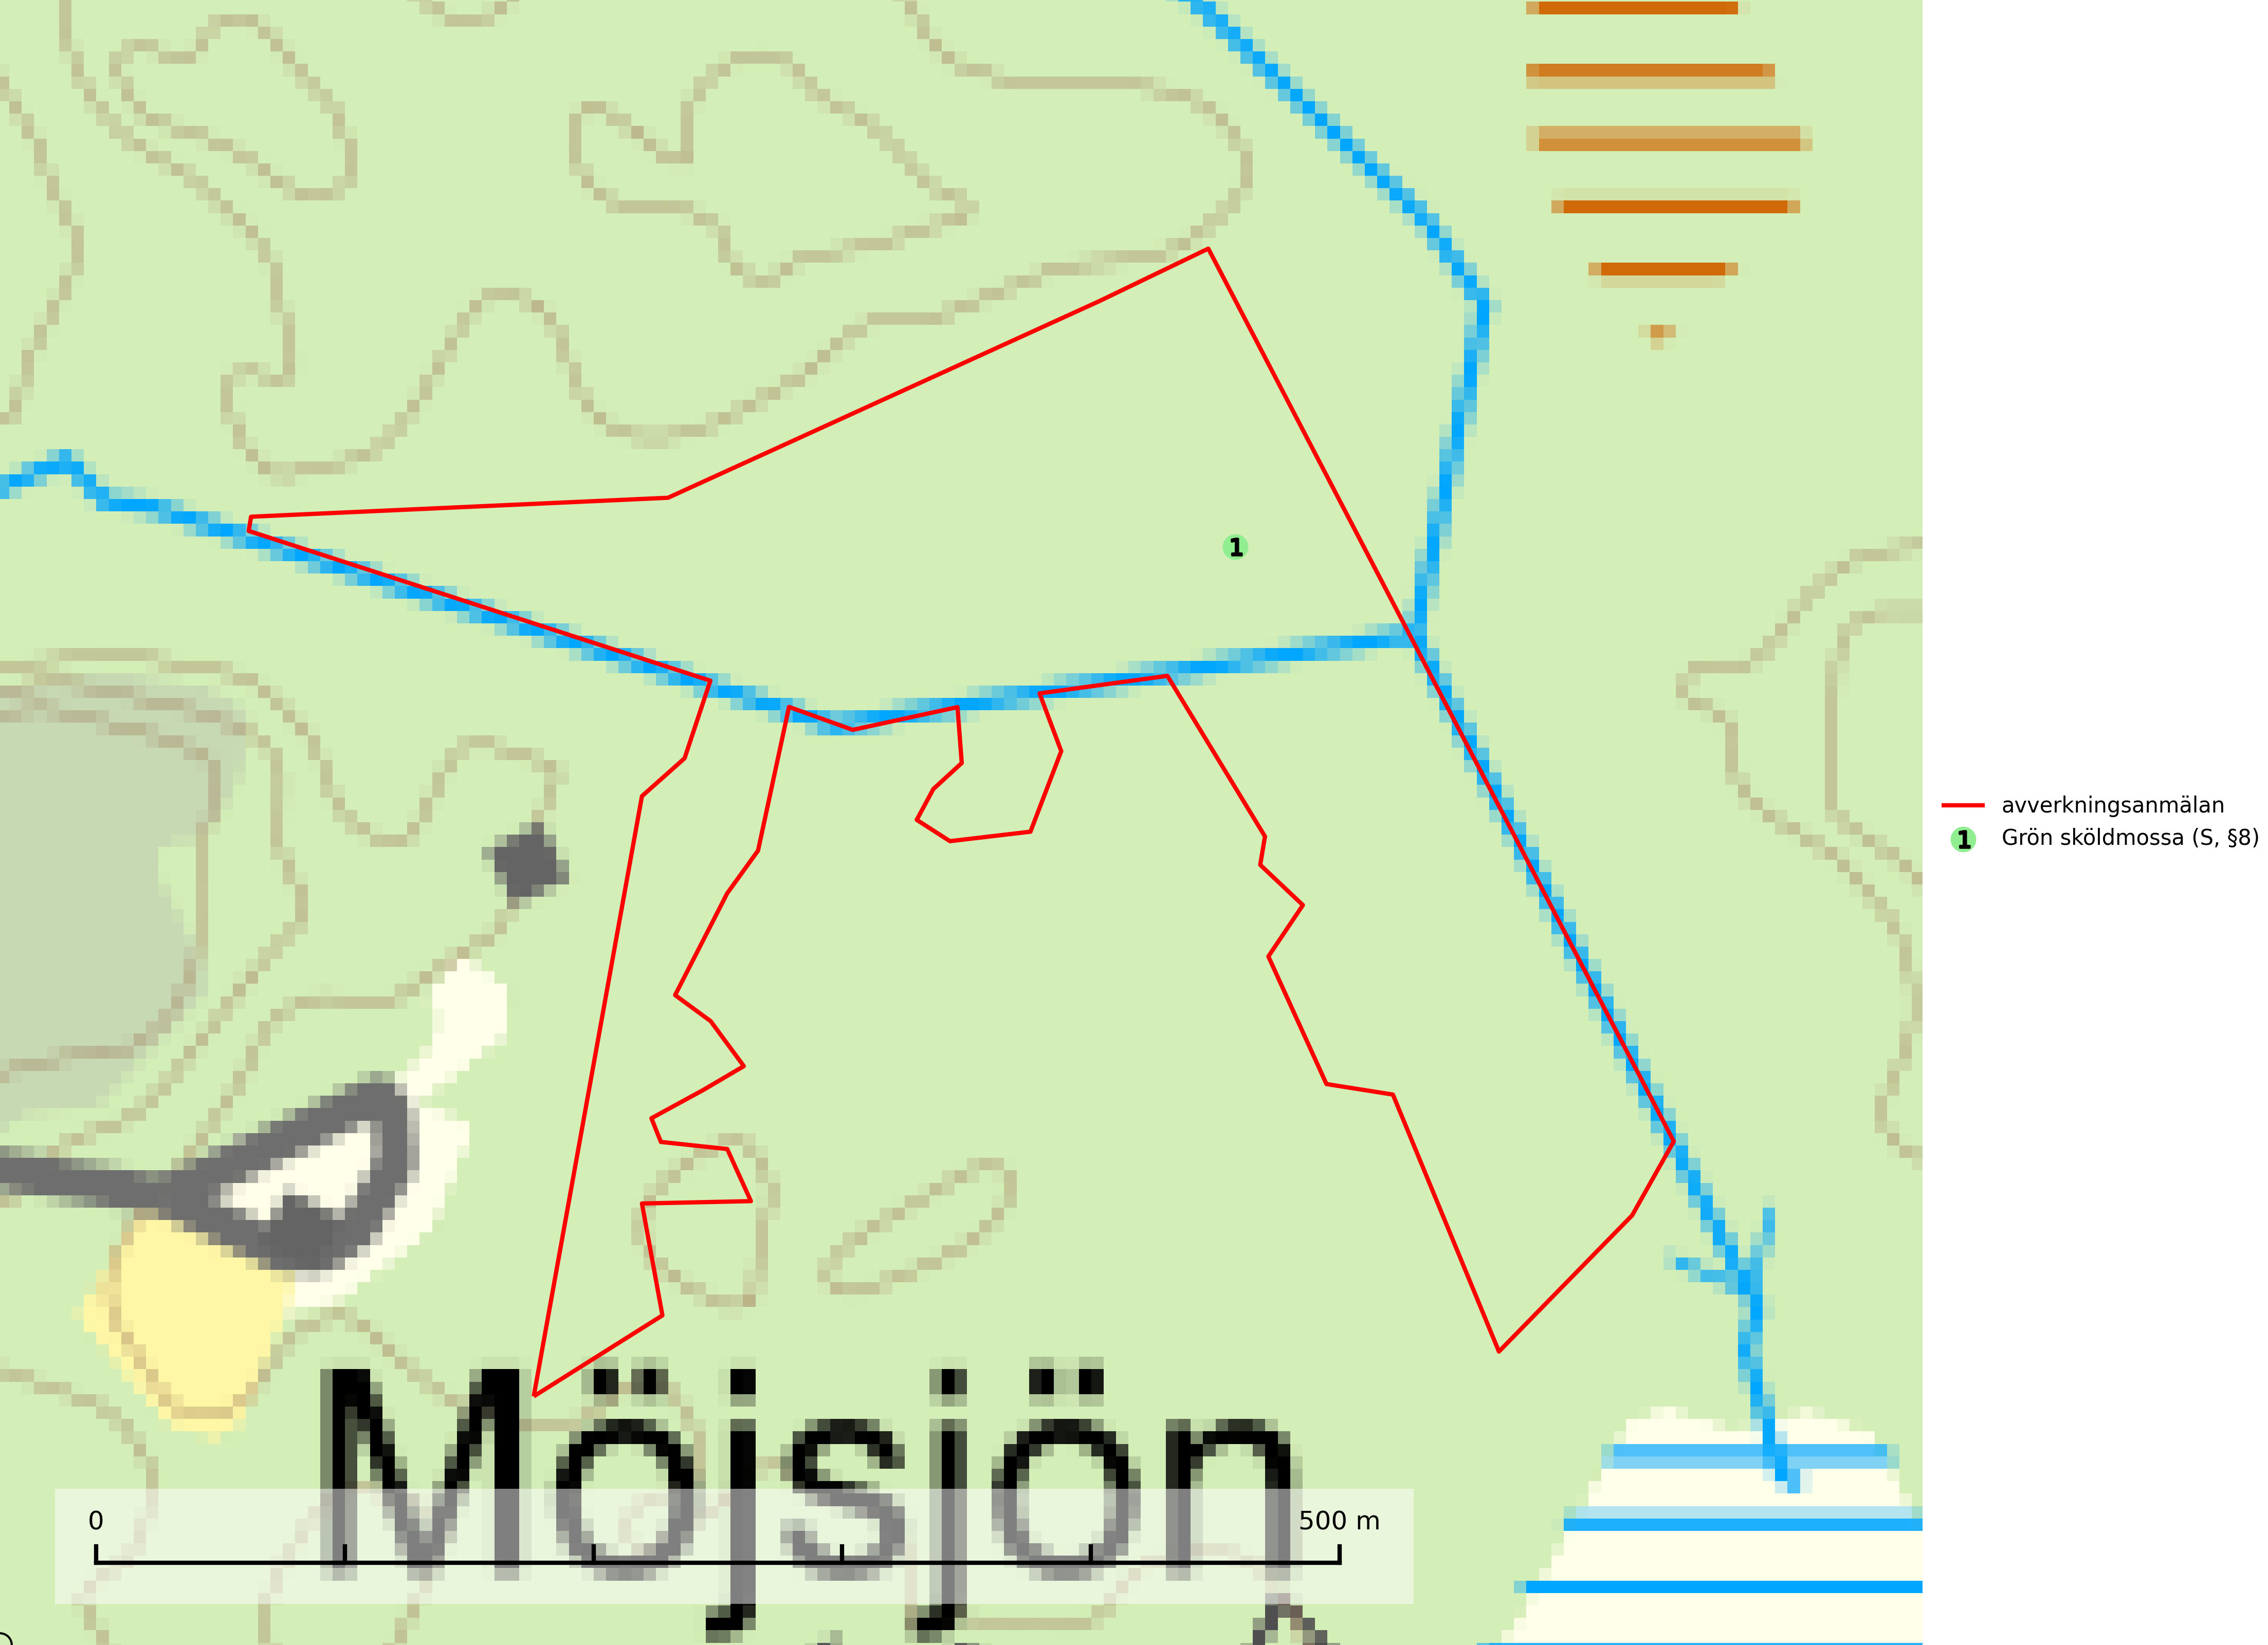 1
avverkningsanmälan
1 Grön sköldmossa (S, §8)
Möjsjön
0 500 m